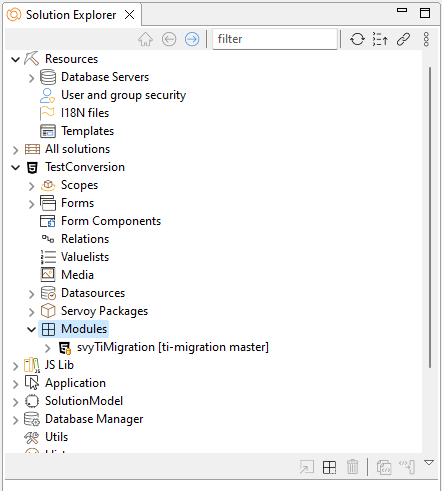 Solution Explorer
filter
Resources
Database Servers
User and group security
I18N files
Templates
All solutions
TestConversion
Scopes
Forms
Form Components
Relations
Valuelists
Media
Datasources
Servoy Packages
Modules
svyTiMigration [ti-migration master]
JS Lib
Application
SolutionModel
Database Manager
Utils